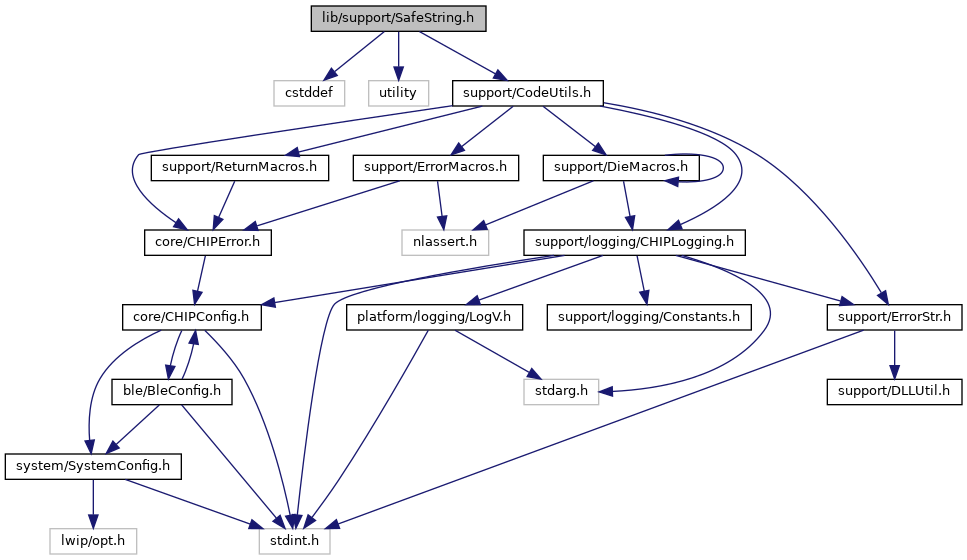 lib/support/SafeString.h
cstddef
utility
support/CodeUtils.h
support/ReturnMacros.h
support/ErrorMacros.h
support/DieMacros.h
core/CHIPError.h
nlassert.h
support/logging/CHIPLogging.h
core/CHIPConfig.h
platform/logging/LogV.h
support/logging/Constants.h
support/ErrorStr.h
ble/BleConfig.h
stdarg.h
support/DLLUtil.h
system/SystemConfig.h
lwip/opt.h
stdint.h